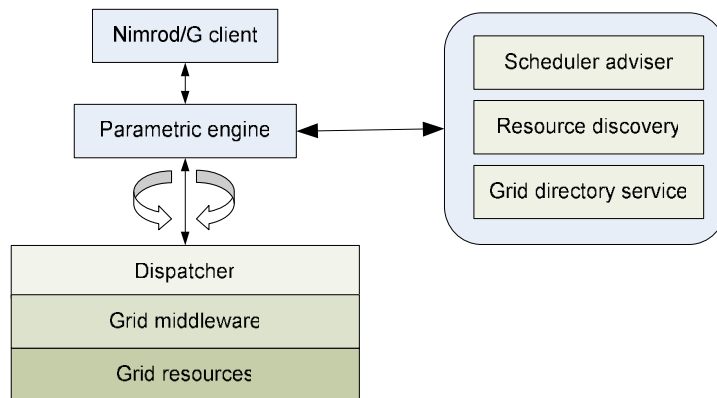 Nimrod/G client
Parametric engine
Scheduler adviser
Resource discovery
Grid directory service
Dispatcher
Grid middleware
Grid resources